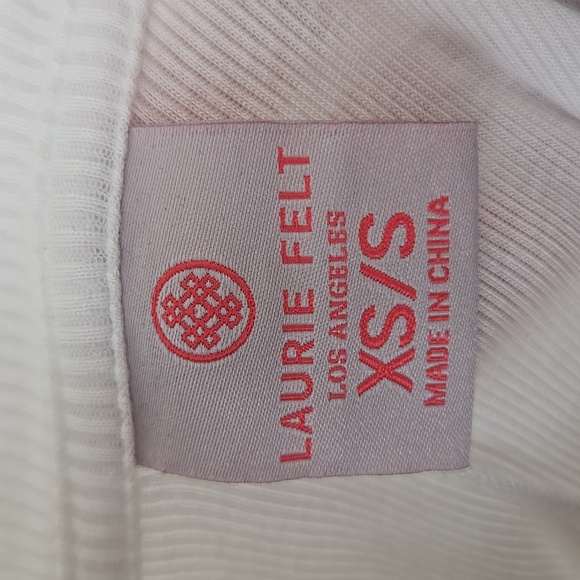 LAURIE FELT
LOS ANGELES
XS/S
MADE IN CHINA